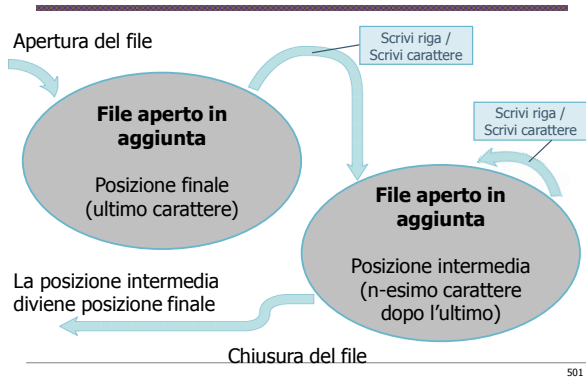 Apertura del file
Scrivi riga /
Scrivi carattere
File aperto in
aggiunta
Posizione finale
(ultimo carattere)
Scrivi riga /
Scrivi carattere
File aperto in
aggiunta
Posizione intermedia
(n-esimo carattere
dopo l'ultimo)
La posizione intermedia
diviene posizione finale
Chiusura del file
501